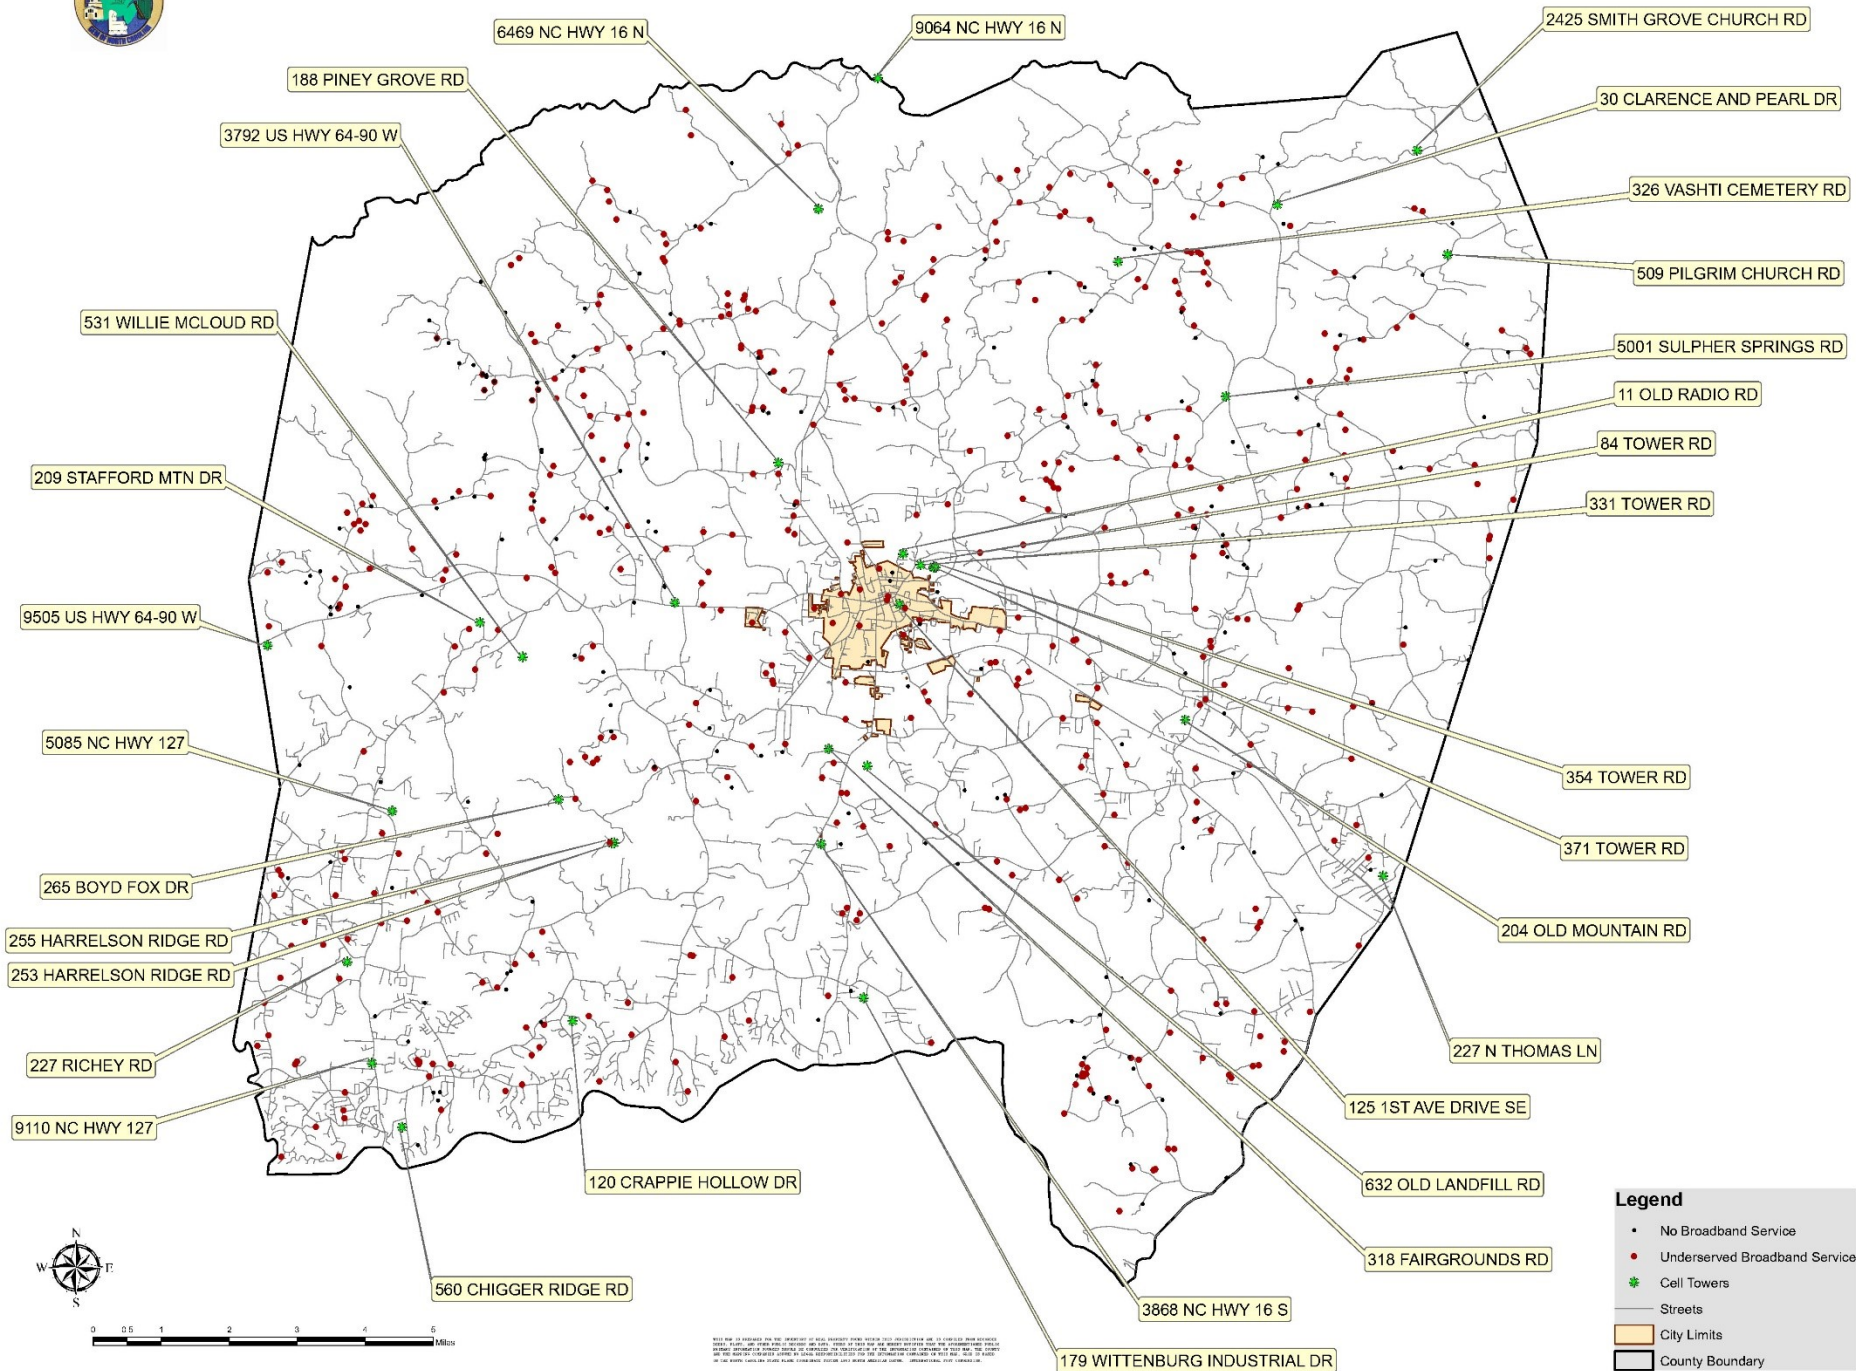 6469 NC HWY 16 N
9064 NC HWY 16 N
2425 SMITH GROVE CHURCH RD
188 PINEY GROVE RD
30 CLARENCE AND PEARL DR
3792 US HWY 64-90 W
326 VASHTI CEMETERY RD
509 PILGRIM CHURCH RD
531 WILLIE MCLOUD RD
5001 SULPHER SPRINGS RD
11 OLD RADIO RD
84 TOWER RD
209 STAFFORD MTN DR
331 TOWER RD
9505 US HWY 64-90 W
5085 NC HWY 127
354 TOWER RD
371 TOWER RD
265 BOYD FOX DR
204 OLD MOUNTAIN RD
255 HARRELSON RIDGE RD
253 HARRELSON RIDGE RD
227 N THOMAS LN
227 RICHEY RD
125 1ST AVE DRIVE SE
9110 NC HWY 127
120 CRAPPIE HOLLOW DR
632 OLD LANDFILL RD
318 FAIRGROUNDS RD
560 CHIGGER RIDGE RD
3868 NC HWY 16 S
179 WITTENBURG INDUSTRIAL DR
N
W E
S
0 0.5 1 2 3 4 5
Miles
Legend
No Broadband Service
Underserved Broadband Service
Cell Towers
Streets
City Limits
County Boundary